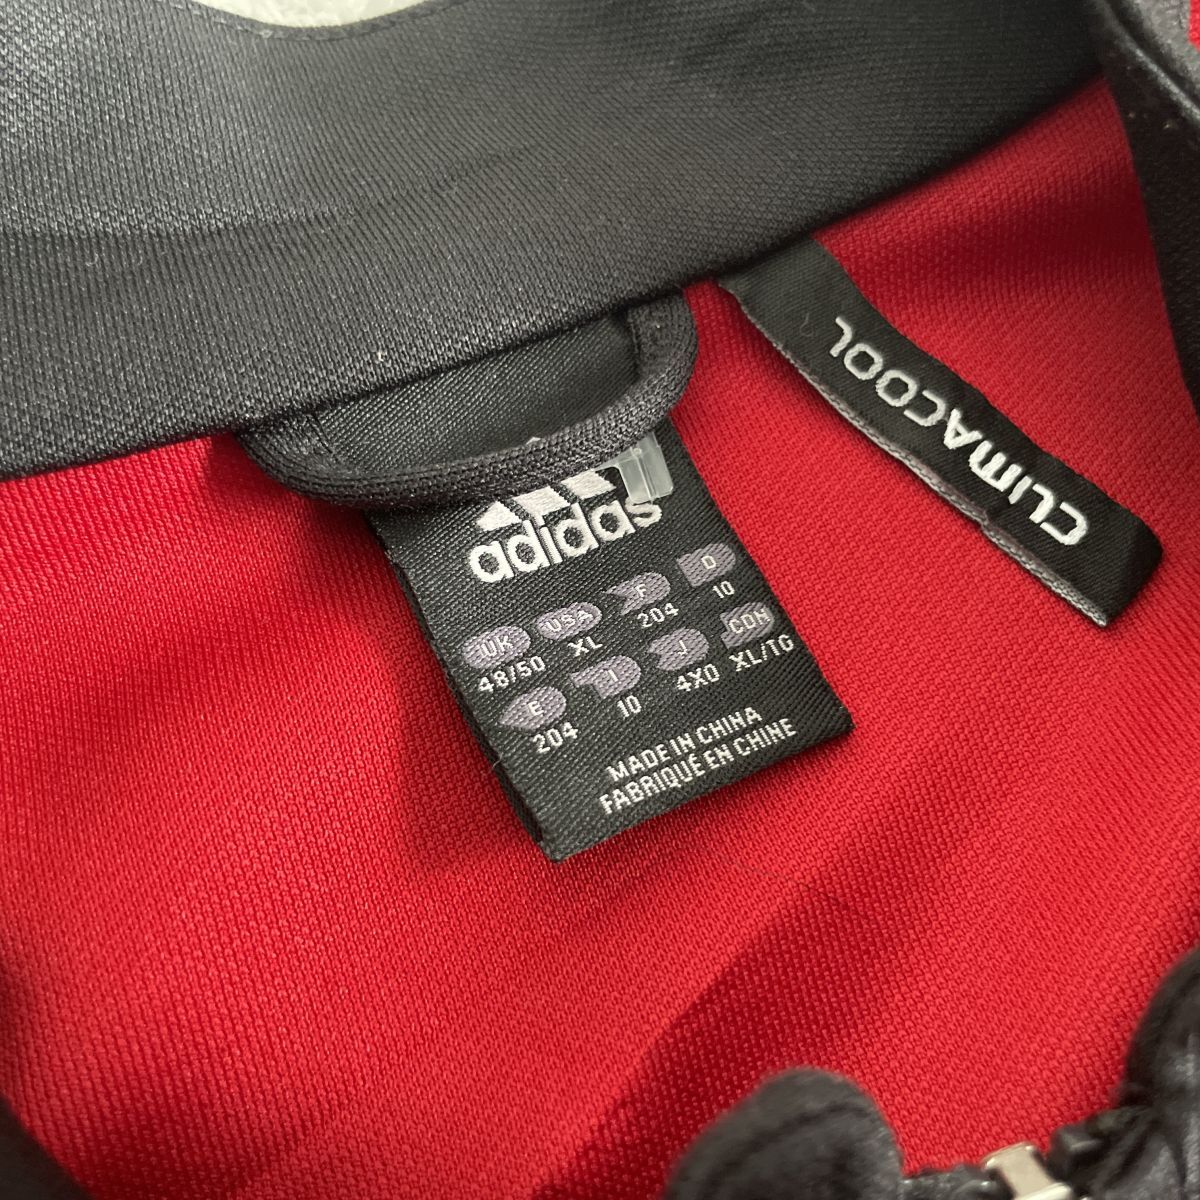 CLIMACOOL
adidas
UK USA F D
48/50 XL 204 10
E I J CDN
204 10 4XO XL/TG
MADE IN CHINA
FABRIQUÉ EN CHINE